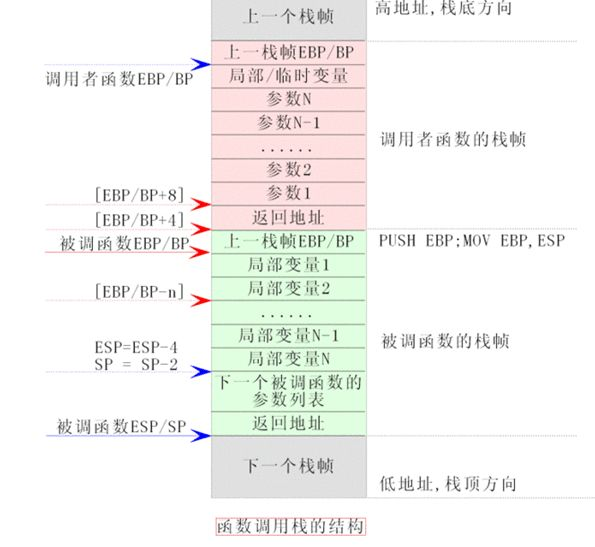 上一个栈帧
高地址,栈底方向
上一栈帧EBP/BP
调用者函数EBP/BP
局部/临时变量
参数N
参数N-1
......
调用者函数的栈帧
参数2
参数1
[EBP/BP+8]
[EBP/BP+4]
返回地址
被调函数EBP/BP
上一栈帧EBP/BP
PUSH EBP;MOV EBP,ESP
局部变量1
局部变量2
[EBP/BP-n]
......
局部变量N-1
被调函数的栈帧
ESP=ESP-4
SP = SP-2
局部变量N
下一个被调函数的
参数列表
被调函数ESP/SP
返回地址
下一个栈帧
低地址,栈顶方向
函数调用栈的结构